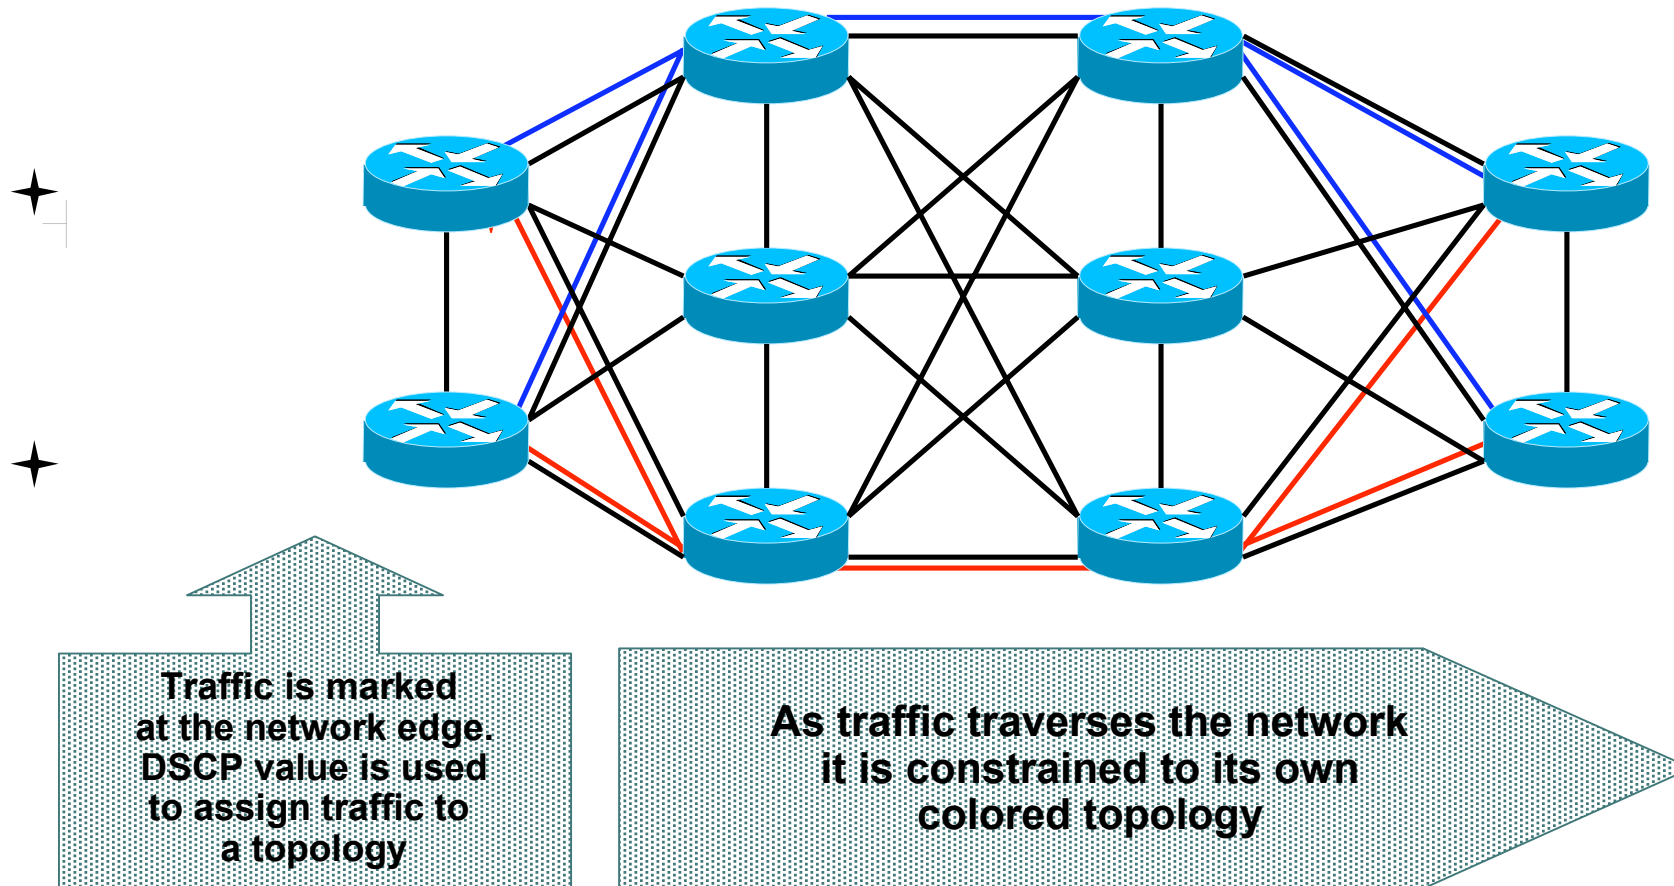 Traffic is marked
at the network edge.
DSCP value is used
to assign traffic to
a topology
As traffic traverses the network
it is constrained to its own
colored topology